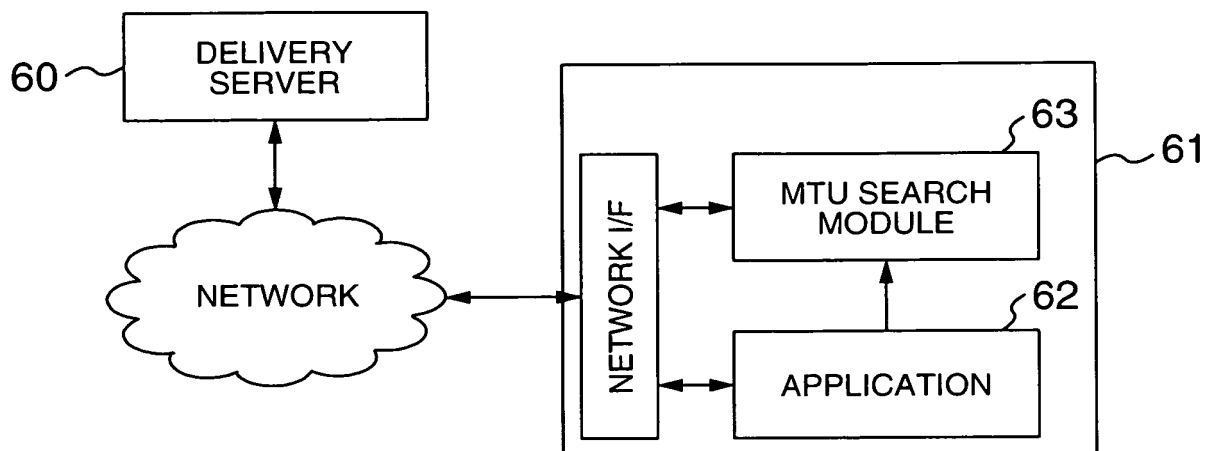 60
DELIVERY
SERVER
NETWORK
61
NETWORK I/F
63
MTU SEARCH
MODULE
62
APPLICATION